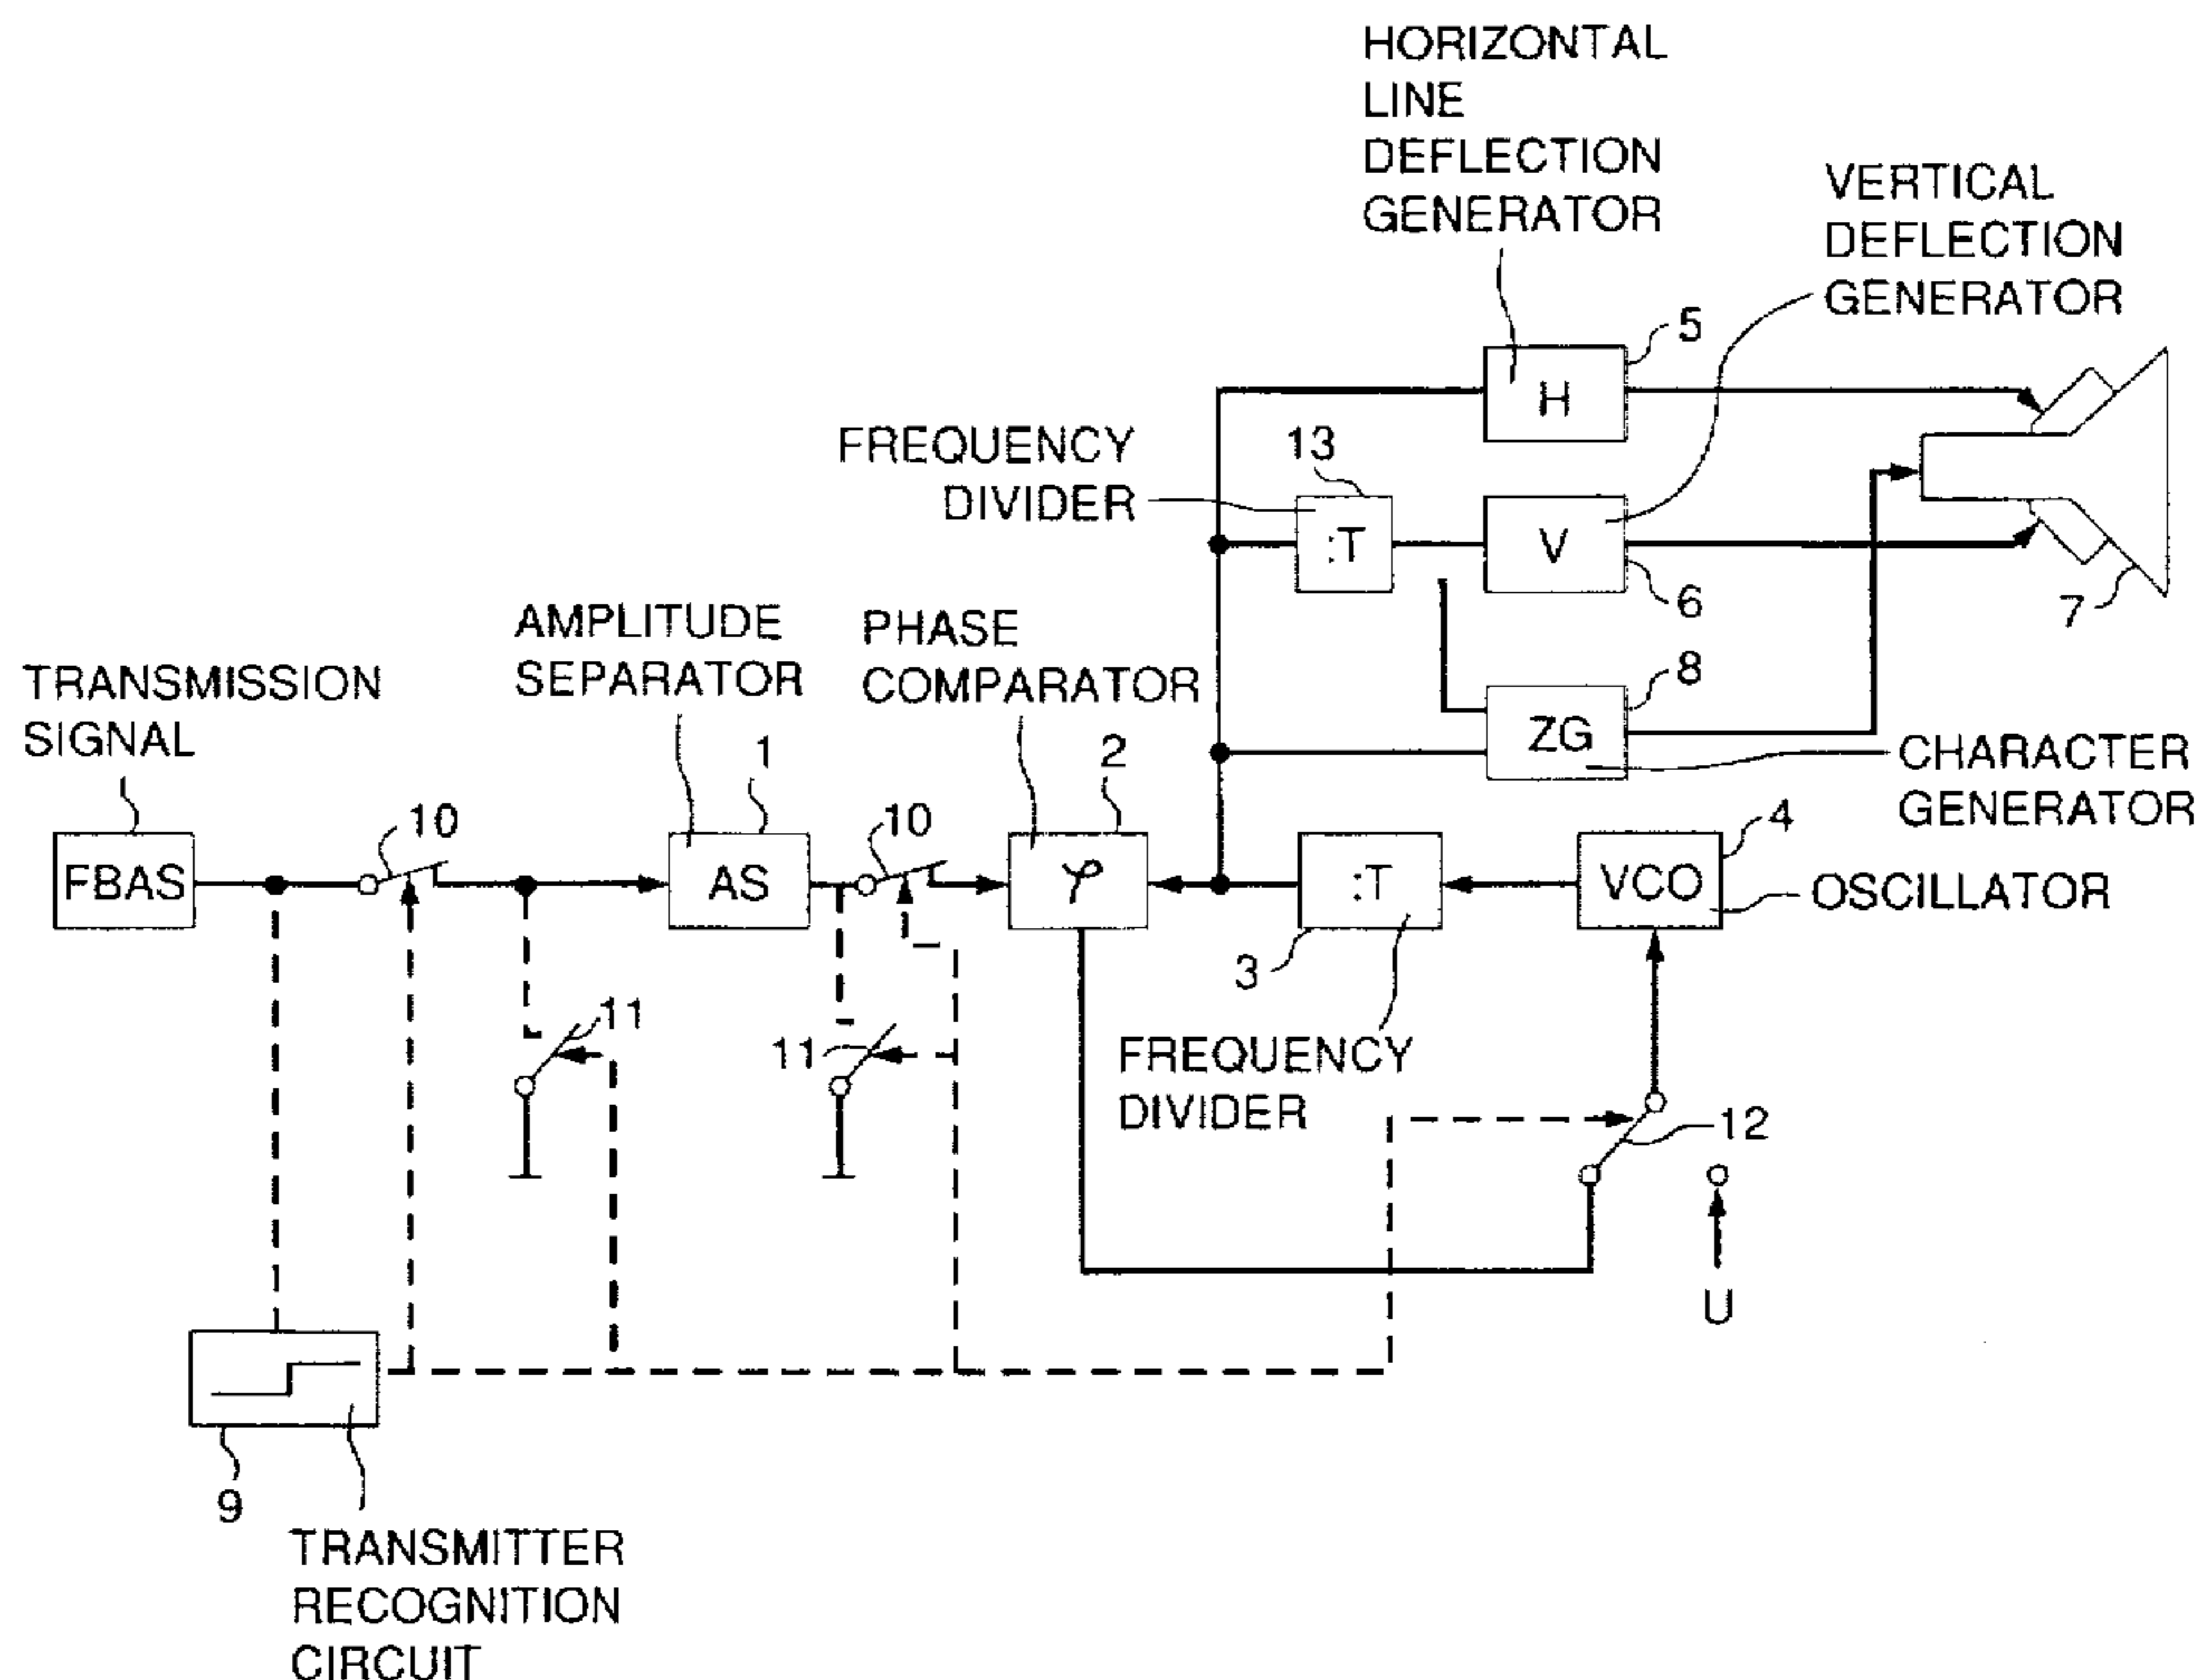 HORIZONTAL
LINE
DEFLECTION
GENERATOR
VERTICAL
DEFLECTION
GENERATOR
5
H
FREQUENCY
DIVIDER
13
:T
V
6
7
AMPLITUDE
SEPARATOR
PHASE
COMPARATOR
8
ZG
TRANSMISSION
SIGNAL
1
2
CHARACTER
GENERATOR
10
10
4
FBAS
AS
φ
:T
VCO
OSCILLATOR
3
11
11
FREQUENCY
DIVIDER
12
U
9
TRANSMITTER
RECOGNITION
CIRCUIT